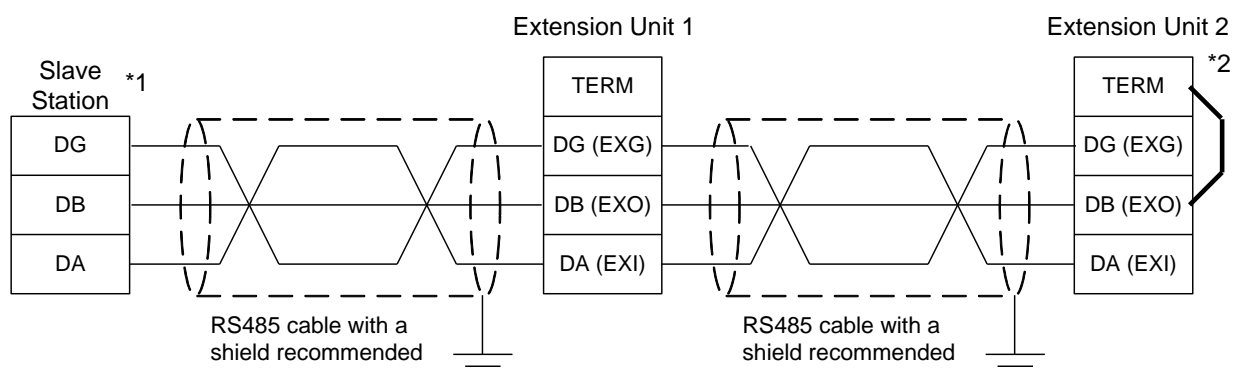 Extension Unit 1
Extension Unit 2
Slave
Station
*1
*2
TERM
TERM
DG
DG (EXG)
DG (EXG)
DB
DB (EXO)
DB (EXO)
DA
DA (EXI)
DA (EXI)
RS485 cable with a
shield recommended
RS485 cable with a
shield recommended